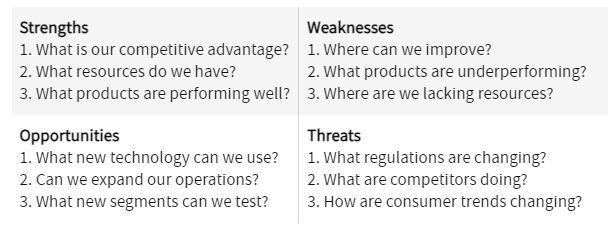 Strengths
1. What is our competitive advantage?
2. What resources do we have?
3. What products are performing well?
Weaknesses
1. Where can we improve?
2. What products are underperforming?
3. Where are we lacking resources?
Opportunities
1. What new technology can we use?
2. Can we expand our operations?
3. What new segments can we test?
Threats
1. What regulations are changing?
2. What are competitors doing?
3. How are consumer trends changing?